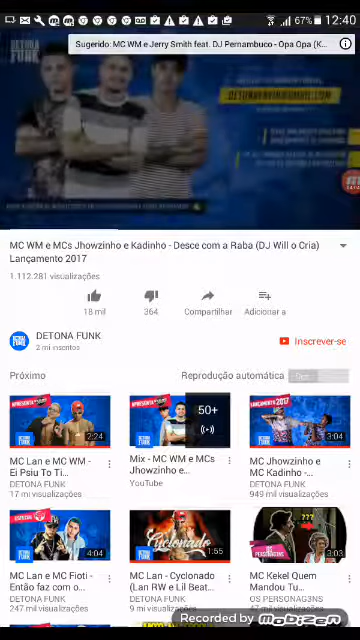 67% 12:40
DETONA FUNK
Sugerido: MC WM e Jerry Smith feat. DJ Pernambuco - Opa Opa (K...
MC WM e MCs Jhowzinho e Kadinho - Desce com a Raba (DJ Will o Cria) Lançamento 2017
1.112.281 visualizações
18 mil
364
Compartilhar
Adicionar a
DETONA FUNK
2 mi inscritos
Inscrever-se
Próximo
Reprodução automática
2:24
50+
LANÇAMENTO 2017
3:04
MC Lan e MC WM - Ei Psiu To Ti...
DETONA FUNK
17 mi visualizações
Mix - MC WM e MCs Jhowzinho e...
YouTube
MC Jhowzinho e MC Kadinho -...
DETONA FUNK
949 mil visualizações
4:04
Cyclonado
1:55
???
PERSONAG3NS
3:03
MC Lan e MC Fioti - Então faz com o...
DETONA FUNK
247 mil visualizações
MC Lan - Cyclonado (Lan RW e Lil Beat...
DETONA FUNK
9 mi visualizações
MC Kekel Quem Mandou Tu...
OS PERSONAG3NS
47 mil visualizações
Recorded by
MOBIZEN